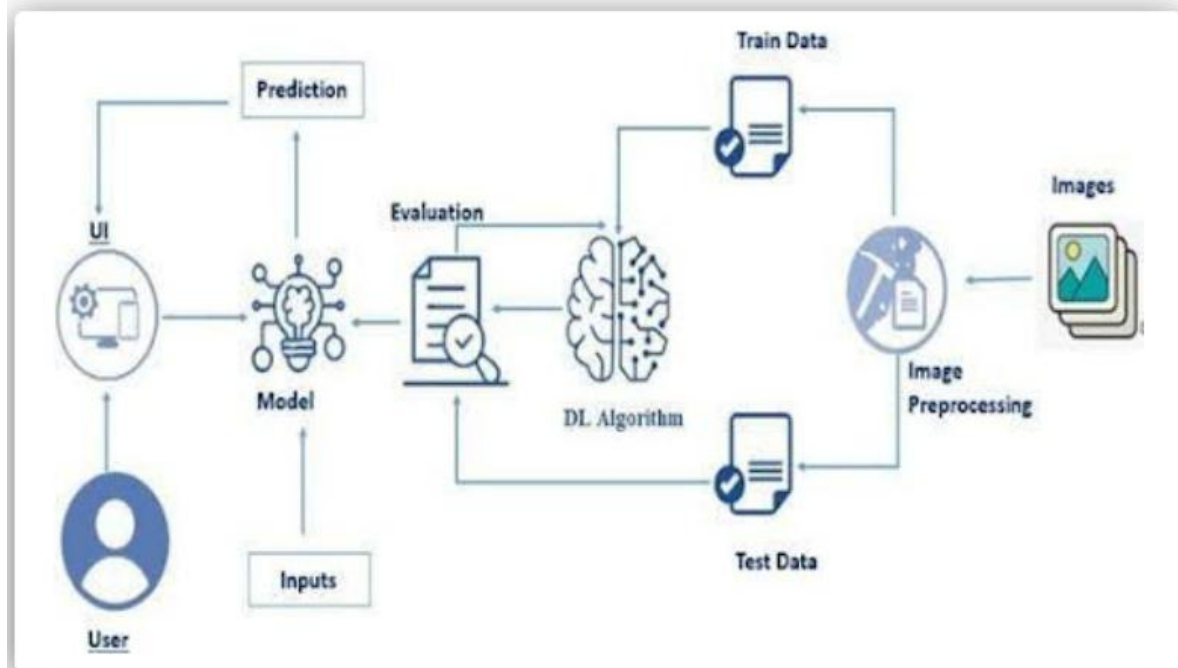 Train Data
Prediction
Images
Evaluation
UI
Image
Preprocessing
Model
DL Algorithm
Test Data
Inputs
User